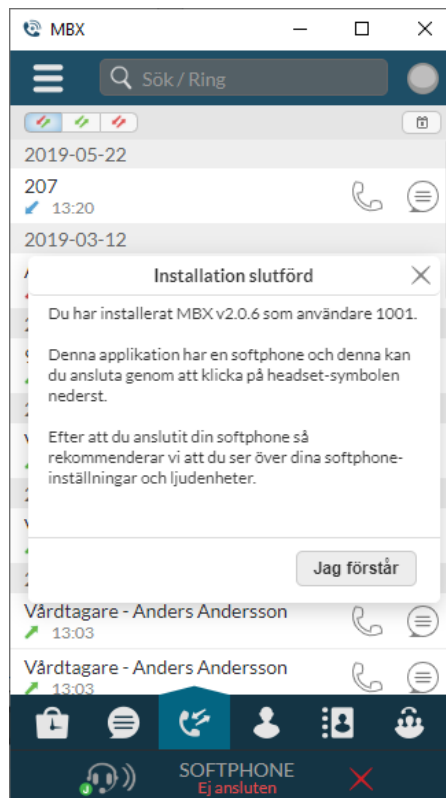 MBX
Sök / Ring
2019-05-22
207
13:20
2019-03-12
Installation slutförd
Du har installerat MBX v2.0.6 som användare 1001.
Denna applikation har en softphone och denna kan
du ansluta genom att klicka på headset-symbolen
nederst.
Efter att du anslutit din softphone så
rekommenderar vi att du ser över dina softphone-
inställningar och ljudenheter.
Jag förstår
Vårdtagare - Anders Andersson
13:03
Vårdtagare - Anders Andersson
13:03
SOFTPHONE
Ej ansluten